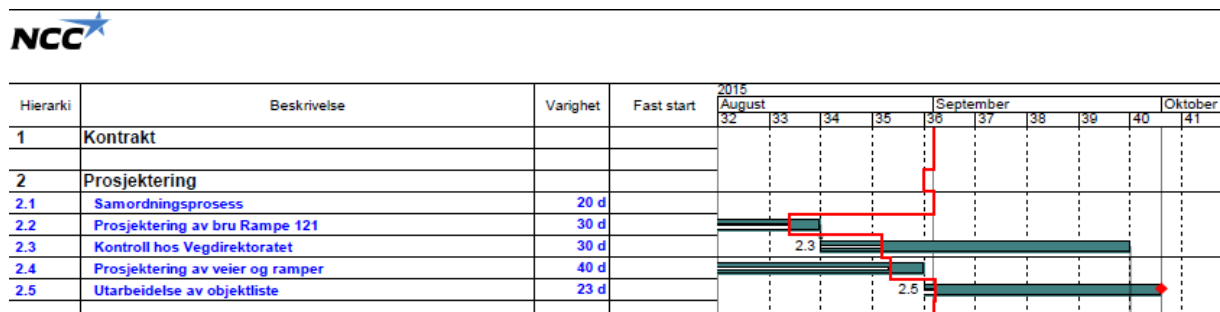 NCC
2015
Hierarki Beskrivelse Varighet Fast start August September Oktober
32 33 34 35 36 37 38 39 40 41
1 Kontrakt
2 Prosjektering
2.1 Samordningsprosess 20 d
2.2 Prosjektering av bru Rampe 121 30 d
2.3 Kontroll hos Vegdirektoratet 30 d 2.3
2.4 Prosjektering av veier og ramper 40 d
2.5 Utarbeidelse av objektliste 23 d 2.5